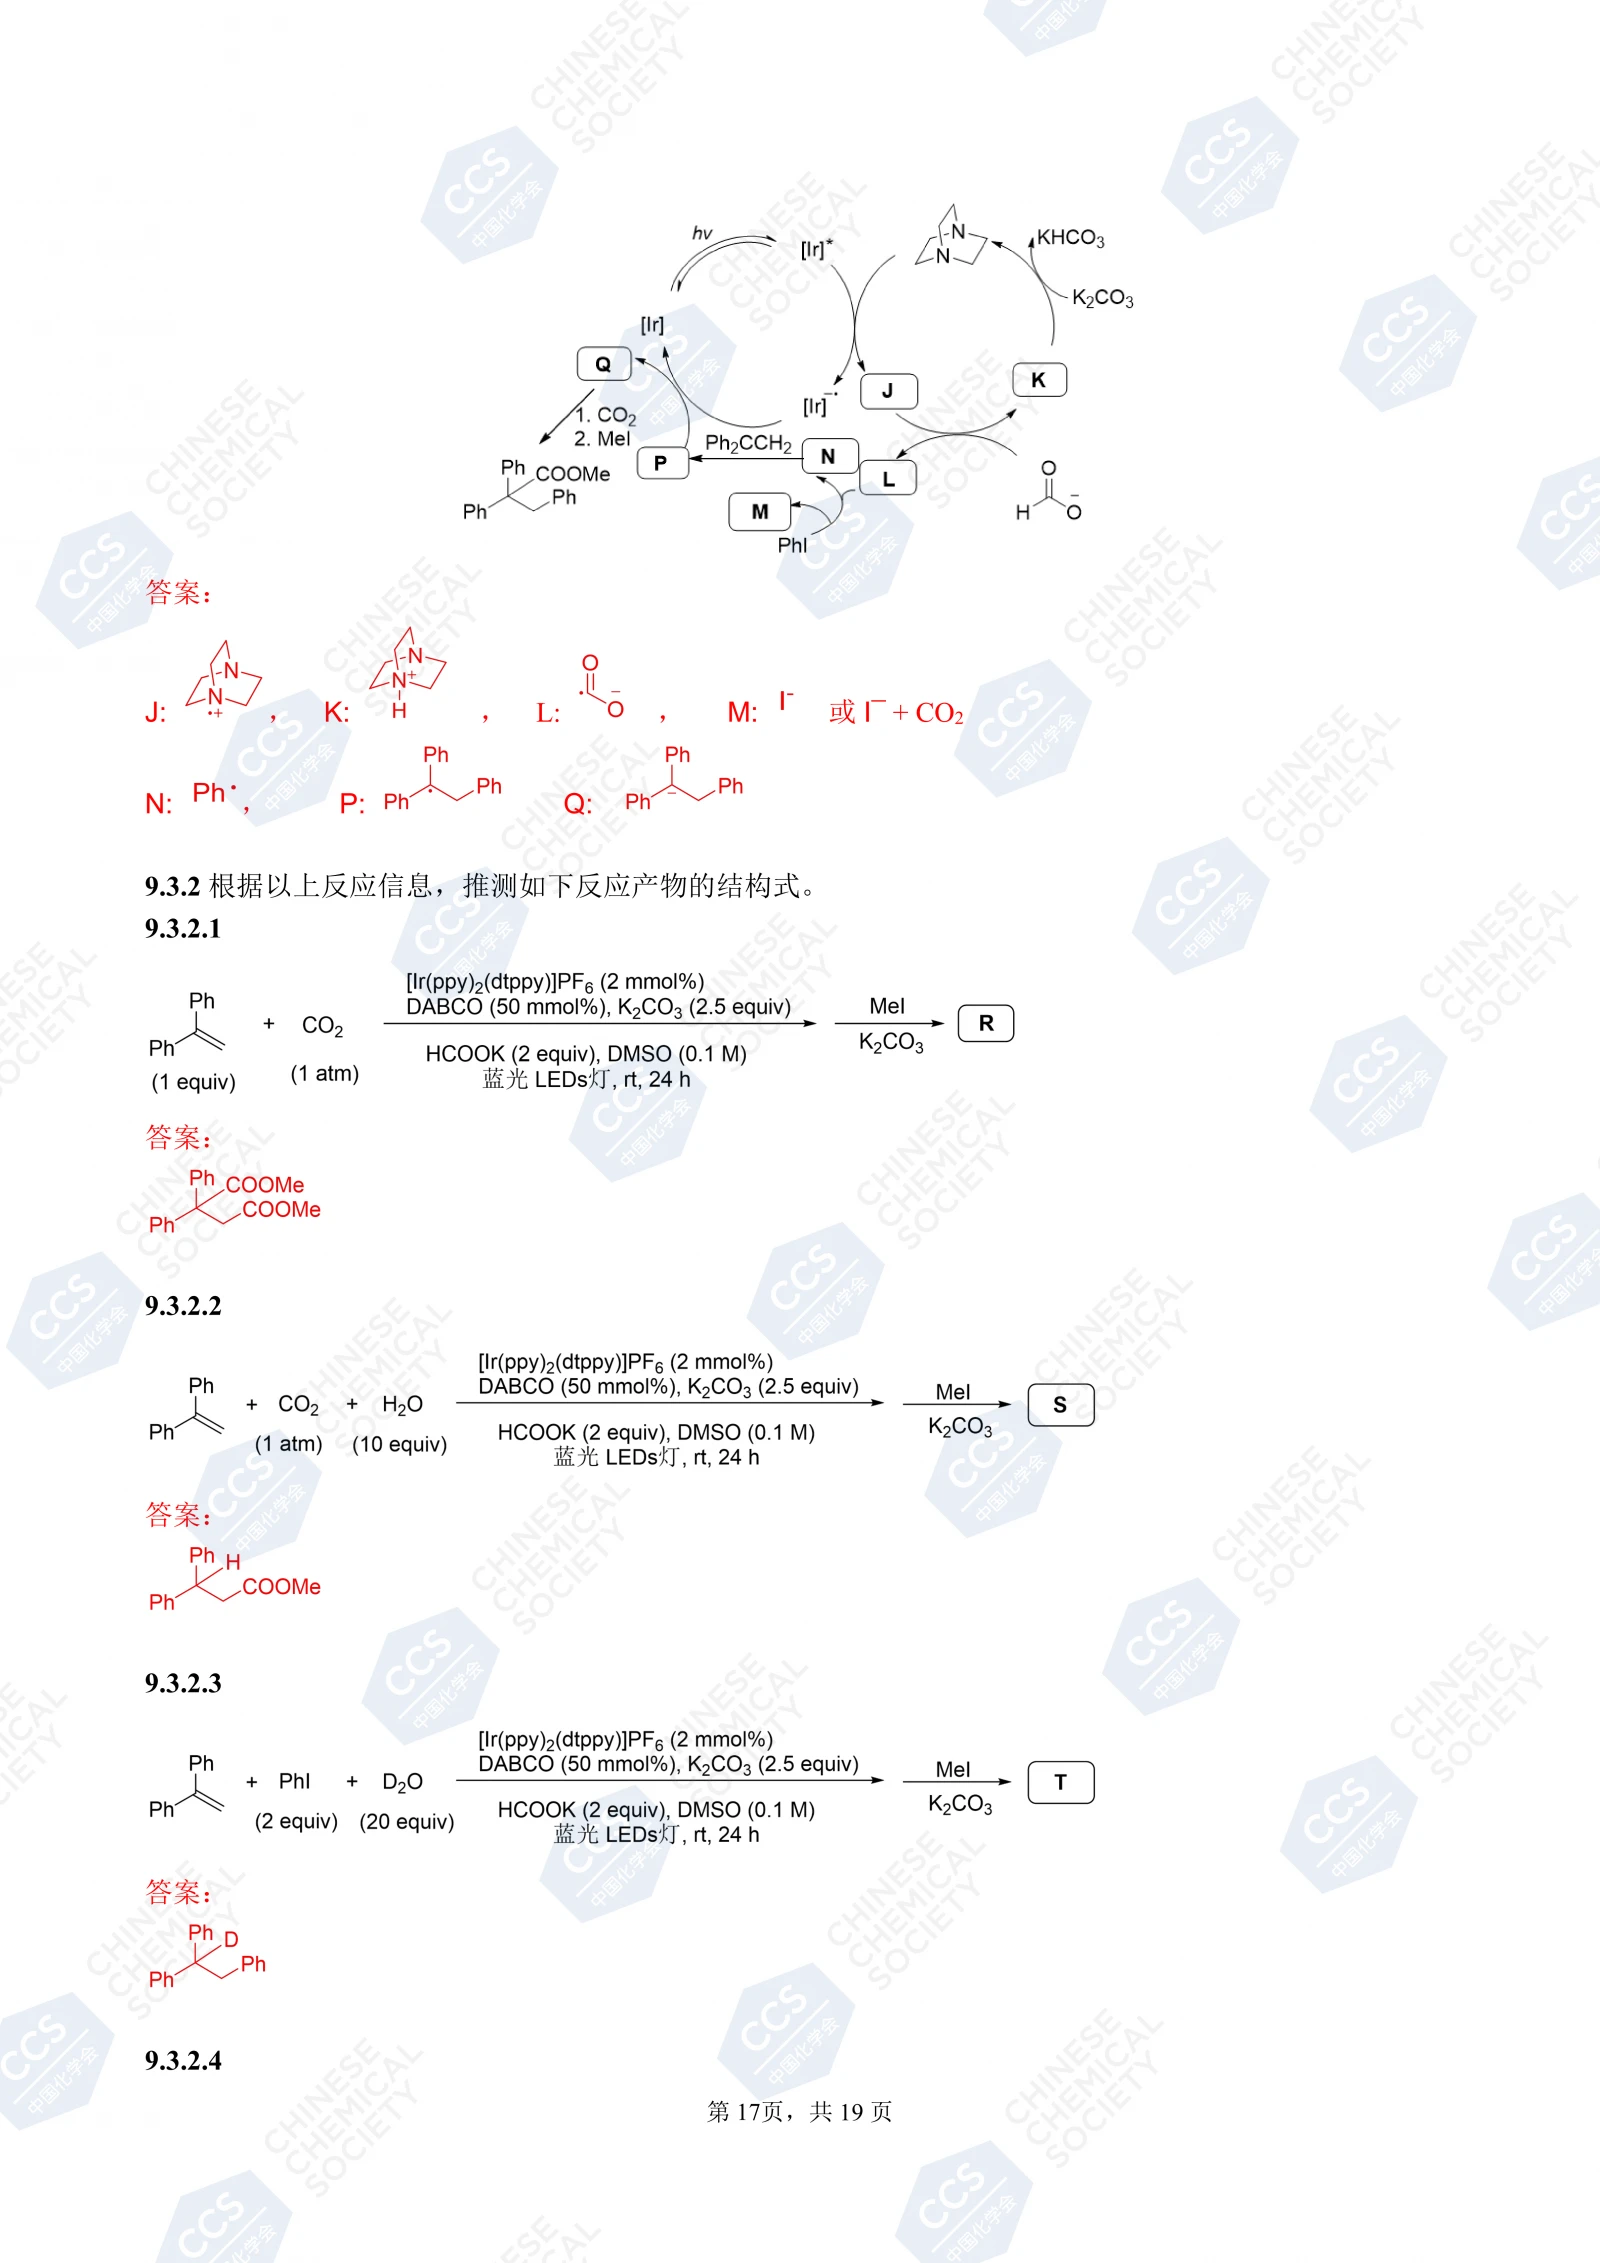 hν
[Ir]*
N
N
KHCO3
K2CO3
[Ir]
Q
J
K
[Ir]−•
1. CO2
2. MeI
Ph2CCH2
P
N
L
Ph
COOMe
Ph
Ph
M
PhI
O
H
O−
答案：
J: N N •+ ， K: N N+ H ， L: O • O− ， M: I- 或 I− + CO2
N: Ph•， P: Ph Ph • Ph Q: Ph Ph − Ph
9.3.2 根据以上反应信息，推测如下反应产物的结构式。
9.3.2.1
Ph
Ph
(1 equiv)
+ CO2
(1 atm)
[Ir(ppy)2(dtppy)]PF6 (2 mmol%)
DABCO (50 mmol%), K2CO3 (2.5 equiv)
HCOOK (2 equiv), DMSO (0.1 M)
蓝光 LEDs灯, rt, 24 h
MeI
K2CO3
R
答案：
Ph
COOMe
COOMe
Ph
9.3.2.2
Ph
Ph
+ CO2 + H2O
(1 atm) (10 equiv)
[Ir(ppy)2(dtppy)]PF6 (2 mmol%)
DABCO (50 mmol%), K2CO3 (2.5 equiv)
HCOOK (2 equiv), DMSO (0.1 M)
蓝光 LEDs灯, rt, 24 h
MeI
K2CO3
S
答案：
Ph
H
COOMe
Ph
9.3.2.3
Ph
Ph
+ PhI + D2O
(2 equiv) (20 equiv)
[Ir(ppy)2(dtppy)]PF6 (2 mmol%)
DABCO (50 mmol%), K2CO3 (2.5 equiv)
HCOOK (2 equiv), DMSO (0.1 M)
蓝光 LEDs灯, rt, 24 h
MeI
K2CO3
T
答案：
Ph
D
Ph
Ph
9.3.2.4
第 17页，共 19 页
CCS
中国化学会
CHINESE
CHEMICAL
SOCIETY